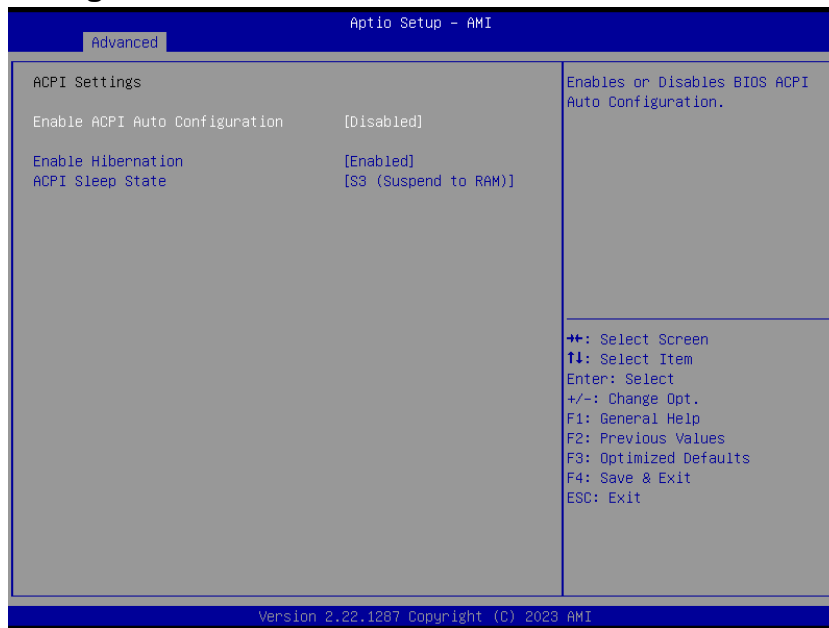 Aptio Setup – AMI
Advanced
ACPI Settings
Enable ACPI Auto Configuration [Disabled]
Enable Hibernation [Enabled]
ACPI Sleep State [S3 (Suspend to RAM)]
Enables or Disables BIOS ACPI
Auto Configuration.
→←: Select Screen
↑↓: Select Item
Enter: Select
+/-: Change Opt.
F1: General Help
F2: Previous Values
F3: Optimized Defaults
F4: Save & Exit
ESC: Exit
Version 2.22.1287 Copyright (C) 2023 AMI